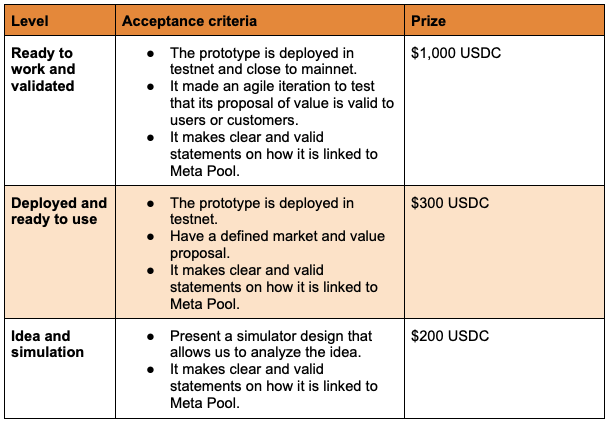 Level
Acceptance criteria
Prize
Ready to
work and
validated
● The prototype is deployed in
testnet and close to mainnet.
● It made an agile iteration to test
that its proposal of value is valid to
users or customers.
● It makes clear and valid
statements on how it is linked to
Meta Pool.
$1,000 USDC
Deployed and
ready to use
● The prototype is deployed in
testnet.
● Have a defined market and value
proposal.
● It makes clear and valid
statements on how it is linked to
Meta Pool.
$300 USDC
Idea and
simulation
● Present a simulator design that
allows us to analyze the idea.
● It makes clear and valid
statements on how it is linked to
Meta Pool.
$200 USDC